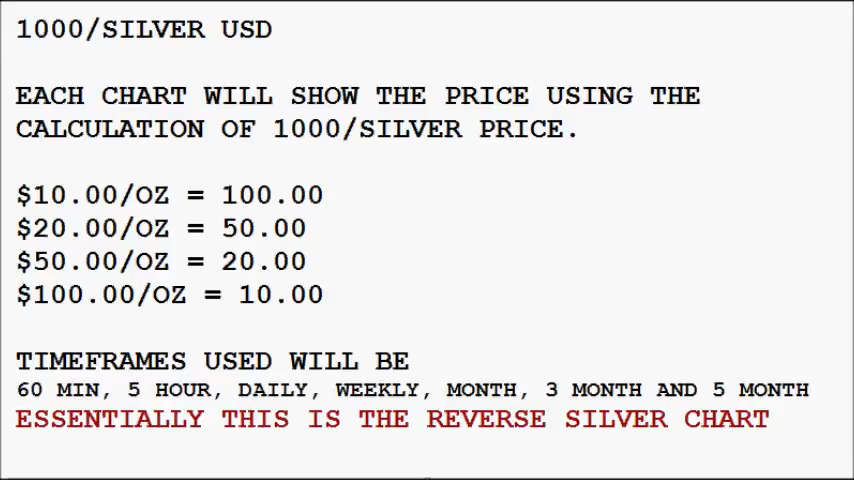 1000/SILVER USD
EACH CHART WILL SHOW THE PRICE USING THE
CALCULATION OF 1000/SILVER PRICE.
$10.00/OZ = 100.00
$20.00/OZ = 50.00
$50.00/OZ = 20.00
$100.00/OZ = 10.00
TIMEFRAMES USED WILL BE
60 MIN, 5 HOUR, DAILY, WEEKLY, MONTH, 3 MONTH AND 5 MONTH
ESSENTIALLY THIS IS THE REVERSE SILVER CHART